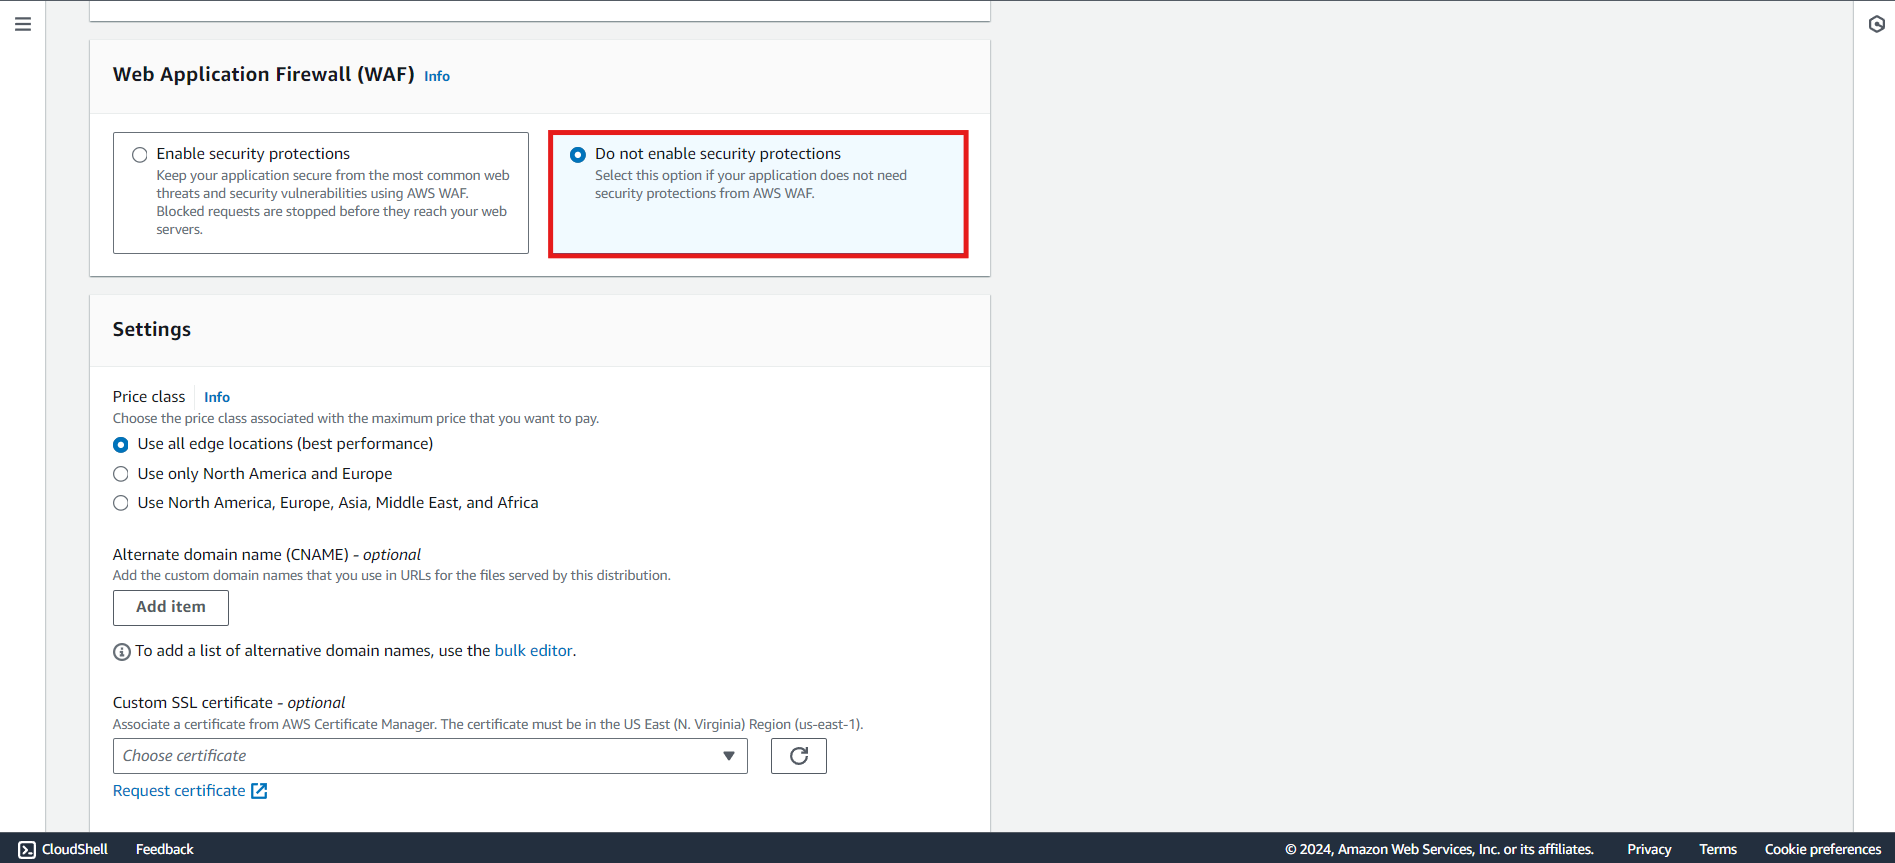 Web Application Firewall (WAF) Info
Enable security protections
Keep your application secure from the most common web
threats and security vulnerabilities using AWS WAF.
Blocked requests are stopped before they reach your web
servers.
Do not enable security protections
Select this option if your application does not need
security protections from AWS WAF.
Settings
Price class Info
Choose the price class associated with the maximum price that you want to pay.
Use all edge locations (best performance)
Use only North America and Europe
Use North America, Europe, Asia, Middle East, and Africa
Alternate domain name (CNAME) - optional
Add the custom domain names that you use in URLs for the files served by this distribution.
Add item
To add a list of alternative domain names, use the bulk editor.
Custom SSL certificate - optional
Associate a certificate from AWS Certificate Manager. The certificate must be in the US East (N. Virginia) Region (us-east-1).
Choose certificate
Request certificate
CloudShell Feedback © 2024, Amazon Web Services, Inc. or its affiliates. Privacy Terms Cookie preferences